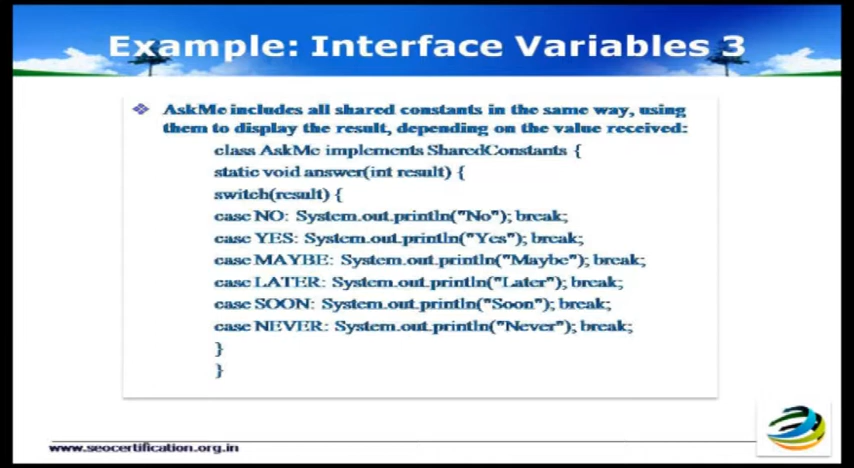 Example: Interface Variables 3
AskMe includes all shared constants in the same way, using
them to display the result, depending on the value received:
class AskMe implements SharedConstants {
static void answer(int result) {
switch(result) {
case NO: System.out.println("No"); break;
case YES: System.out.println("Yes"); break;
case MAYBE: System.out.println("Maybe"); break;
case LATER: System.out.println("Later"); break;
case SOON: System.out.println("Soon"); break;
case NEVER: System.out.println("Never"); break;
}
}
www.seocertification.org.in